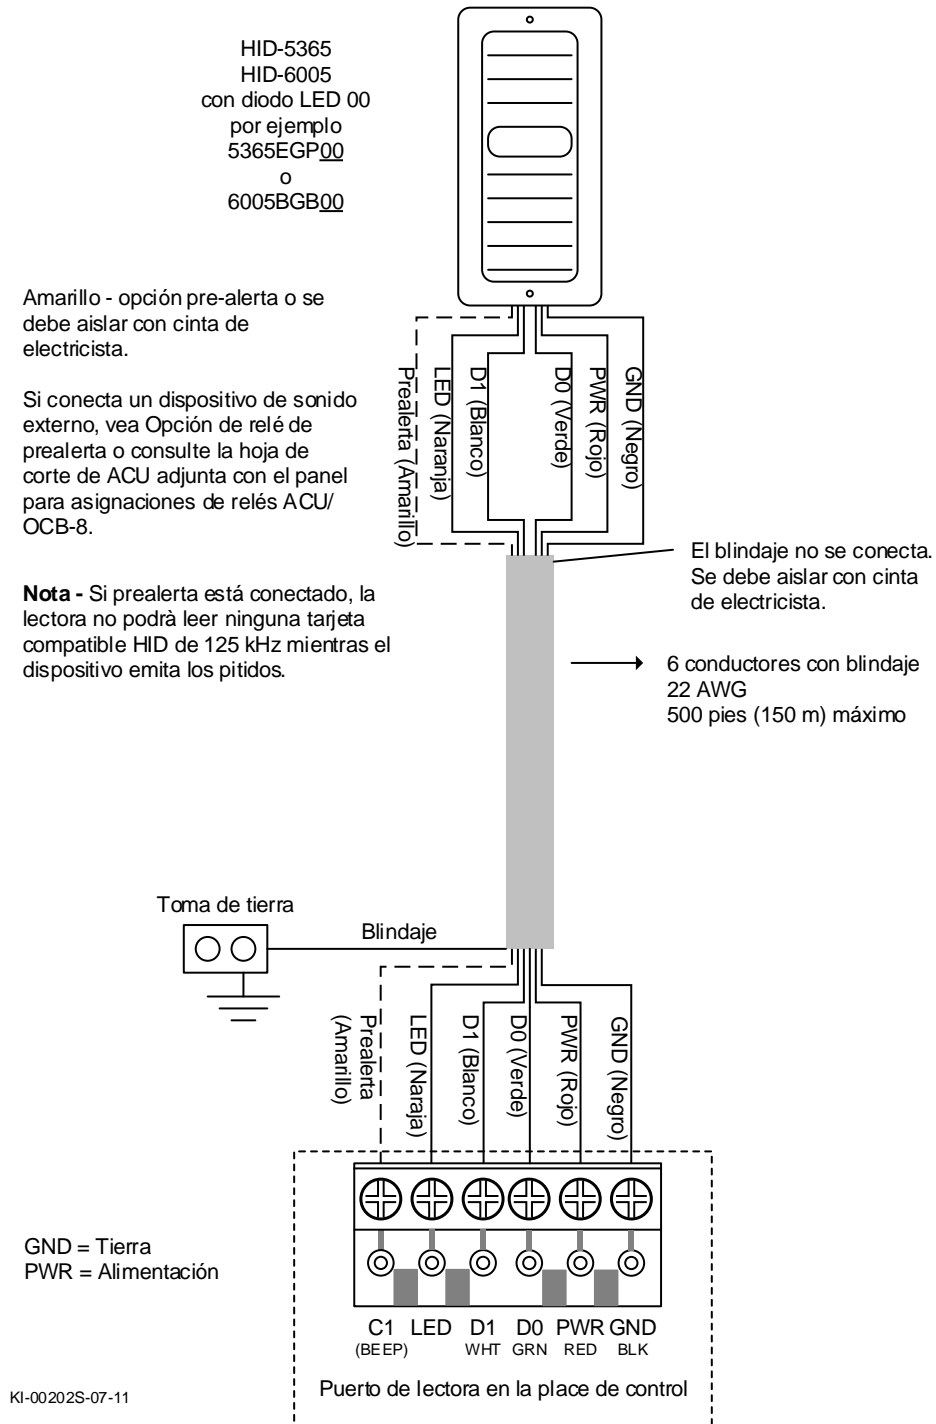 HID-5365
HID-6005
con diodo LED 00
por ejemplo
5365EGP00
o
6005BGB00
Amarillo - opción pre-alerta o se
debe aislar con cinta de
electricista.
Si conecta un dispositivo de sonido
externo, vea Opción de relé de
prealerta o consulte la hoja de
corte de ACU adjunta con el panel
para asignaciones de relés ACU/
OCB-8.
Nota - Si prealerta está conectado, la
lectora no podrà leer ninguna tarjeta
compatible HID de 125 kHz mientras el
dispositivo emita los pitidos.
Prealerta (Amarillo)
LED (Naranja)
D1 (Blanco)
D0 (Verde)
PWR (Rojo)
GND (Negro)
El blindaje no se conecta.
Se debe aislar con cinta
de electricista.
6 conductores con blindaje
22 AWG
500 pies (150 m) máximo
Toma de tierra
Blindaje
Prealerta
(Amarillo)
LED (Naraja)
D1 (Blanco)
D0 (Verde)
PWR (Rojo)
GND (Negro)
GND = Tierra
PWR = Alimentación
C1 LED D1 D0 PWR GND
(BEEP) WHT GRN RED BLK
Puerto de lectora en la place de control
KI-00202S-07-11